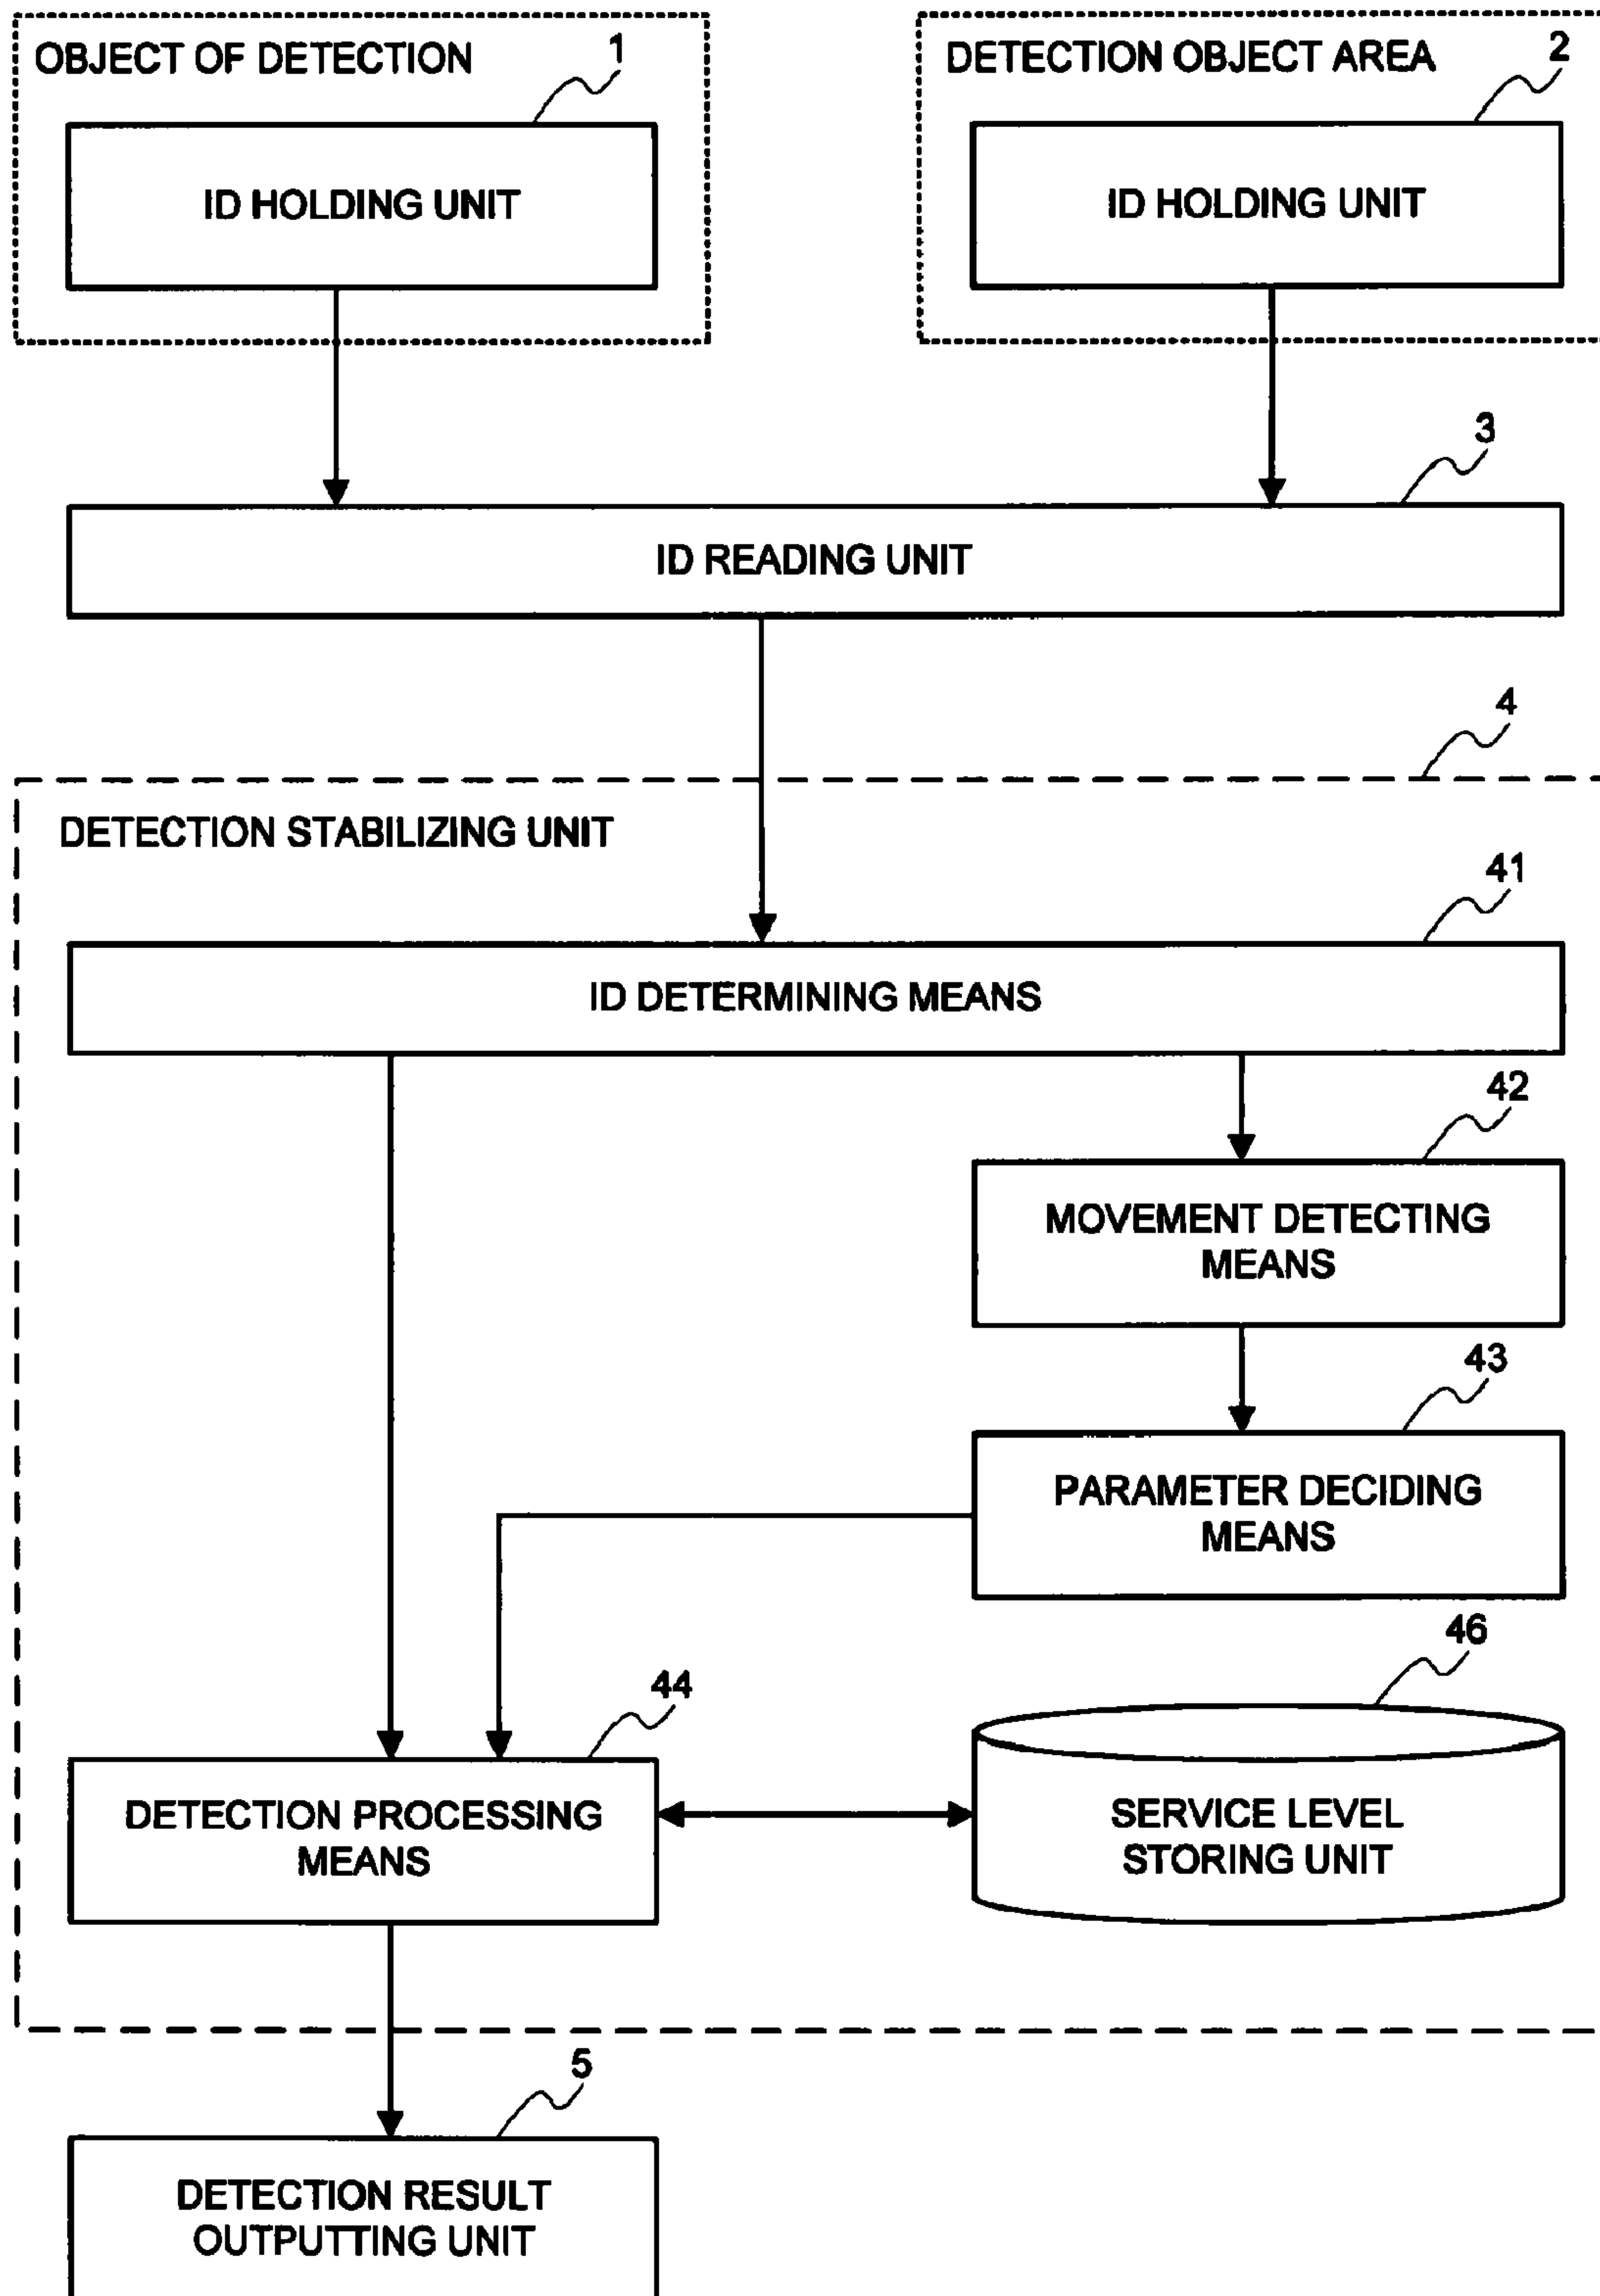 OBJECT OF DETECTION
1
ID HOLDING UNIT
DETECTION OBJECT AREA
2
ID HOLDING UNIT
3
ID READING UNIT
4
DETECTION STABILIZING UNIT
41
ID DETERMINING MEANS
42
MOVEMENT DETECTING
MEANS
43
PARAMETER DECIDING
MEANS
44
DETECTION PROCESSING
MEANS
46
SERVICE LEVEL
STORING UNIT
5
DETECTION RESULT
OUTPUTTING UNIT